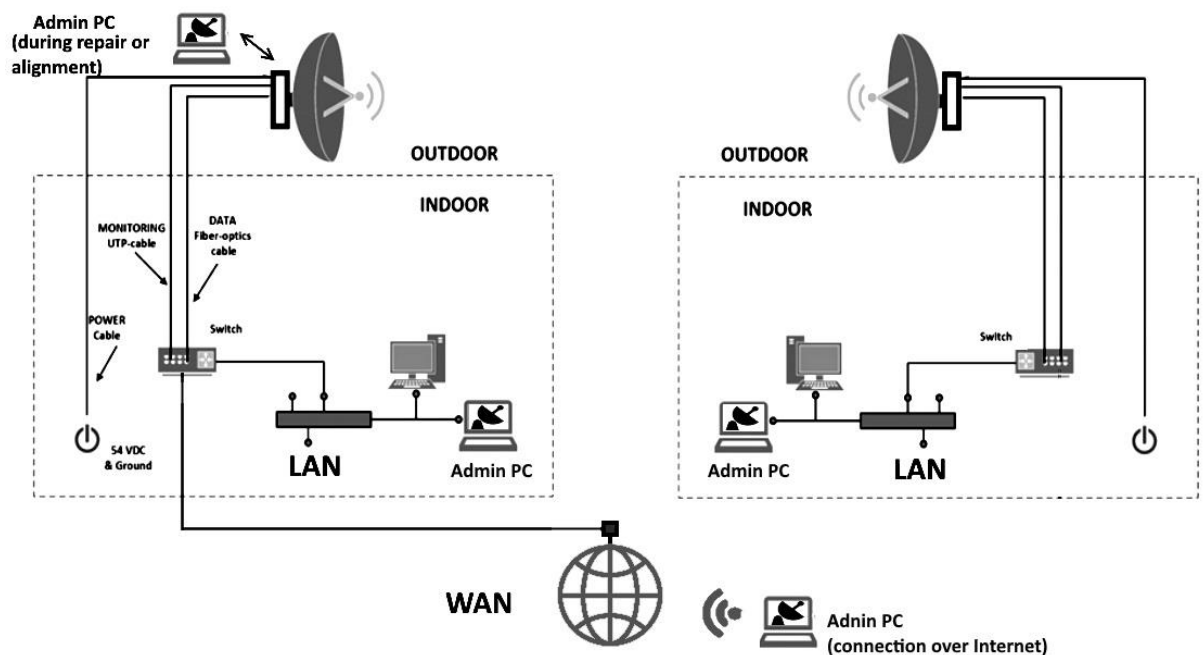 Admin PC
(during repair or
alignment)
OUTDOOR
OUTDOOR
INDOOR
INDOOR
MONITORING
UTP-cable
DATA
Fiber-optics
cable
POWER
Cable
Switch
Switch
54 VDC
& Ground
LAN
Admin PC
Admin PC
LAN
WAN
Adnin PC
(connection over Internet)